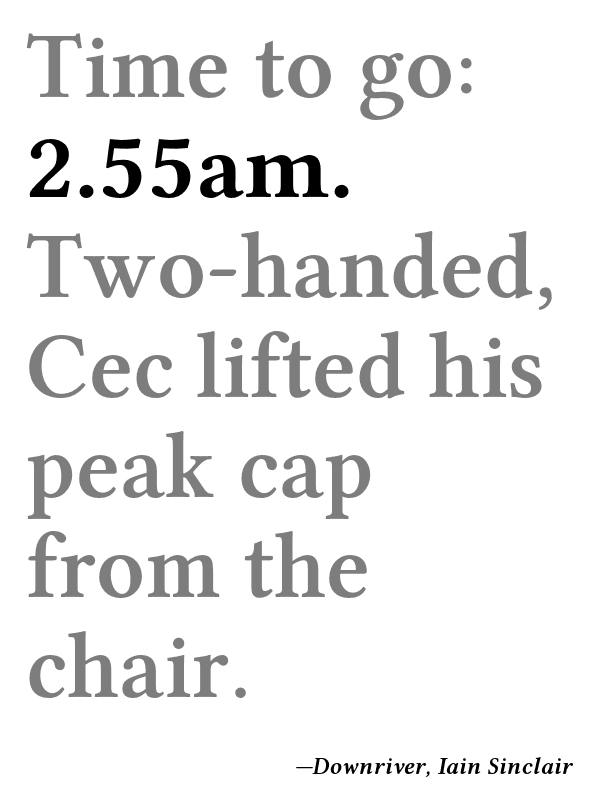 Time to go:
2.55am.
Two-handed,
Cec lifted his
peak cap
from the
chair.
—Downriver, Iain Sinclair